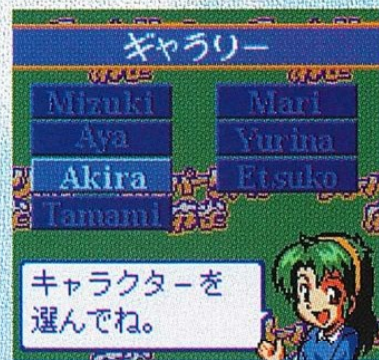 ギャラリー
Mizuki
Mari
Aya
Yurina
Akira
Etsuko
Tamami
キャラクターを
選んでね。